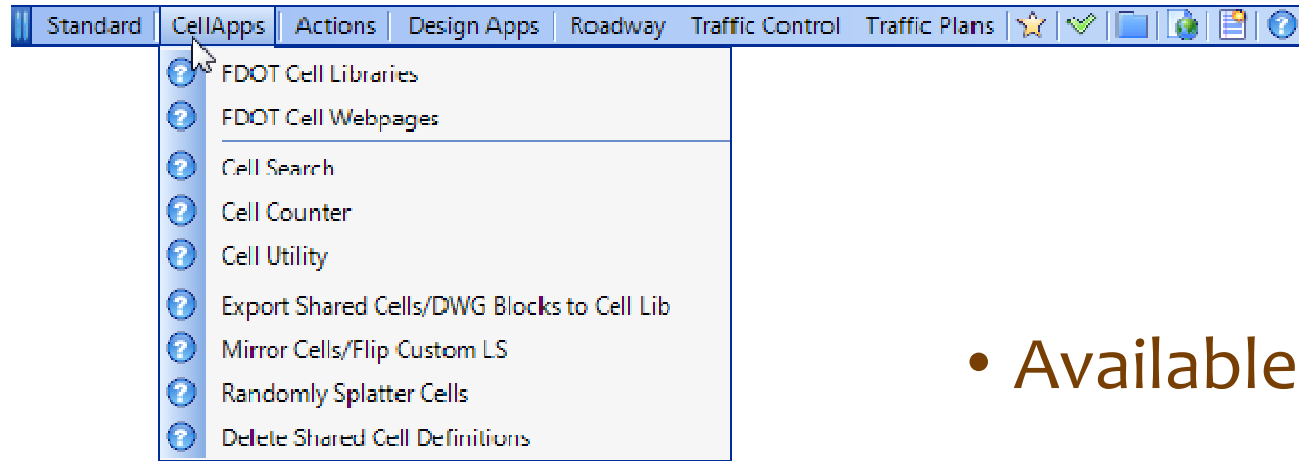 Standard CellApps Actions Design Apps Roadway Traffic Control Traffic Plans
FDOT Cell Libraries
FDOT Cell Webpages
Cell Search
Cell Counter
Cell Utility
Export Shared Cells/DWG Blocks to Cell Lib
Mirror Cells/Flip Custom LS
• Available
Randomly Splatter Cells
Delete Shared Cell Definitions